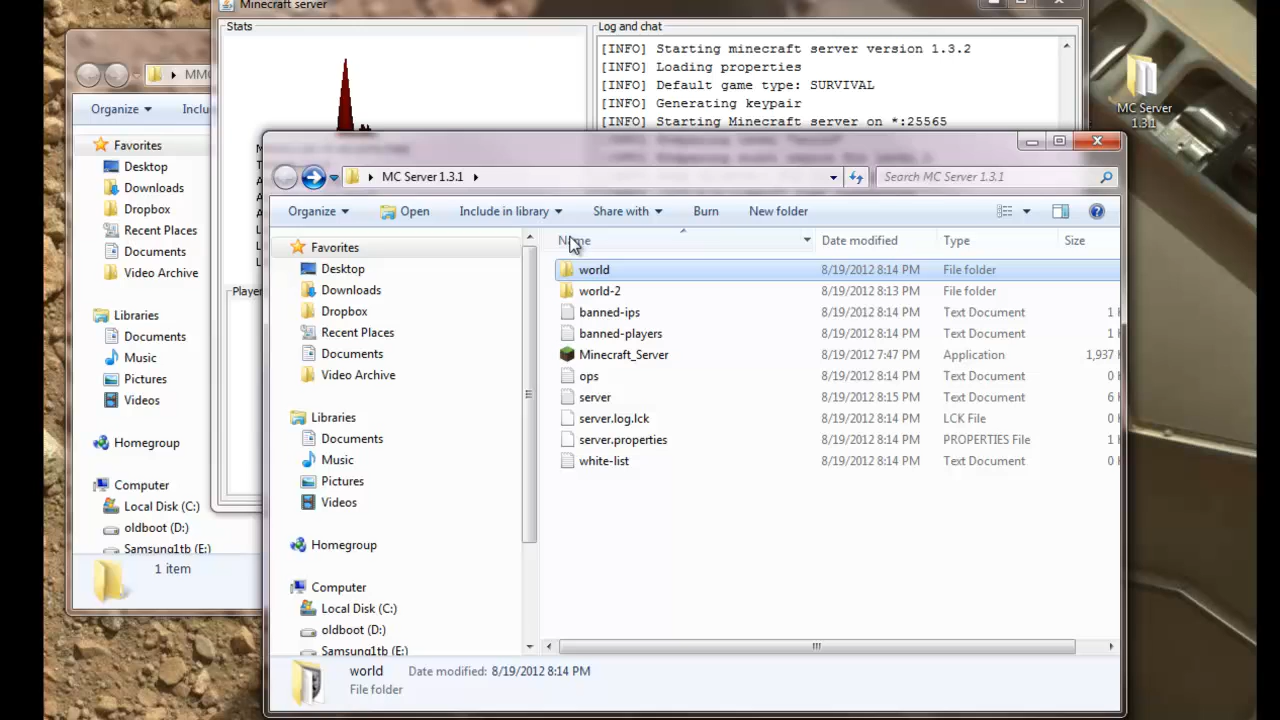 Minecraft server
Stats
Log and chat
[INFO] Starting minecraft server version 1.3.2
[INFO] Loading properties
[INFO] Default game type: SURVIVAL
[INFO] Generating keypair
[INFO] Starting Minecraft server on *:25565
MC Server
1.3.1
Organize
Favorites
Desktop
Downloads
Dropbox
Recent Places
Documents
Video Archive
Libraries
Documents
Music
Pictures
Videos
Homegroup
Computer
Local Disk (C:)
oldboot (D:)
Samsung1tb (E:)
1 item
MC Server 1.3.1
Search MC Server 1.3.1
Organize Open Include in library Share with Burn New folder
Favorites
Desktop
Downloads
Dropbox
Recent Places
Documents
Video Archive
Libraries
Documents
Music
Pictures
Videos
Homegroup
Computer
Local Disk (C:)
oldboot (D:)
Samsung1tb (E:)
Name Date modified Type Size
world 8/19/2012 8:14 PM File folder
world-2 8/19/2012 8:13 PM File folder
banned-ips 8/19/2012 8:14 PM Text Document 1
banned-players 8/19/2012 8:14 PM Text Document 1
Minecraft_Server 8/19/2012 7:47 PM Application 1,937
ops 8/19/2012 8:14 PM Text Document 0
server 8/19/2012 8:15 PM Text Document 6
server.log.lck 8/19/2012 8:14 PM LCK File 0
server.properties 8/19/2012 8:14 PM PROPERTIES File 1
white-list 8/19/2012 8:14 PM Text Document 0
world Date modified: 8/19/2012 8:14 PM
File folder